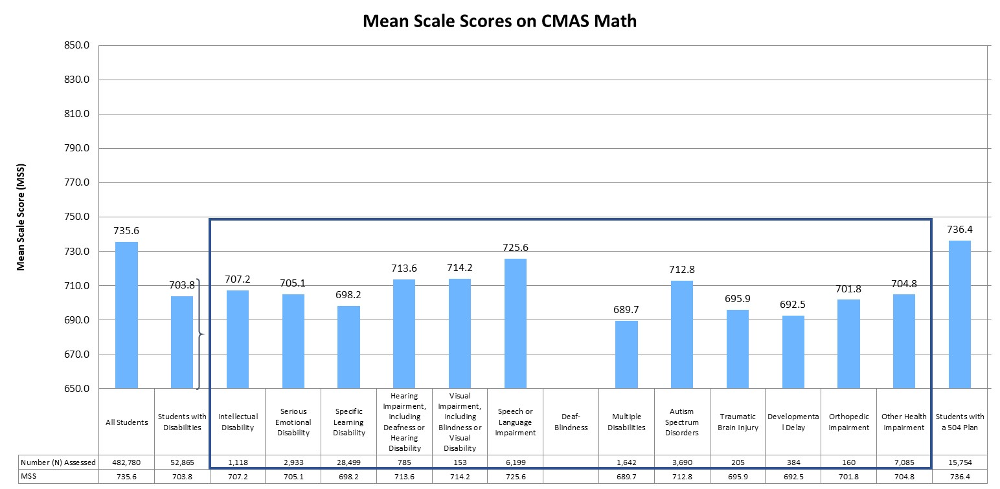 Mean Scale Scores on CMAS Math
Mean Scale Score (MSS)
850.0
830.0
810.0
790.0
770.0
750.0
730.0
710.0
690.0
670.0
650.0
735.6
703.8
707.2
705.1
698.2
713.6
714.2
725.6
689.7
712.8
695.9
692.5
701.8
704.8
736.4
All Students
Students with
Disabilities
Intellectual
Disability
Serious
Emotional
Disability
Specific
Learning
Disability
Hearing
Impairment,
including
Deafness or
Hearing
Disability
Visual
Impairment,
including
Blindness or
Visual
Disability
Speech or
Language
Impairment
Deaf-
Blindness
Multiple
Disabilities
Autism
Spectrum
Disorders
Traumatic
Brain Injury
Developmenta
l Delay
Orthopedic
Impairment
Other Health
Impairment
Students with
a 504 Plan
Number (N) Assessed 482,780 52,865 1,118 2,933 28,499 785 153 6,199 1,642 3,690 205 384 160 7,085 15,754
MSS 735.6 703.8 707.2 705.1 698.2 713.6 714.2 725.6 689.7 712.8 695.9 692.5 701.8 704.8 736.4